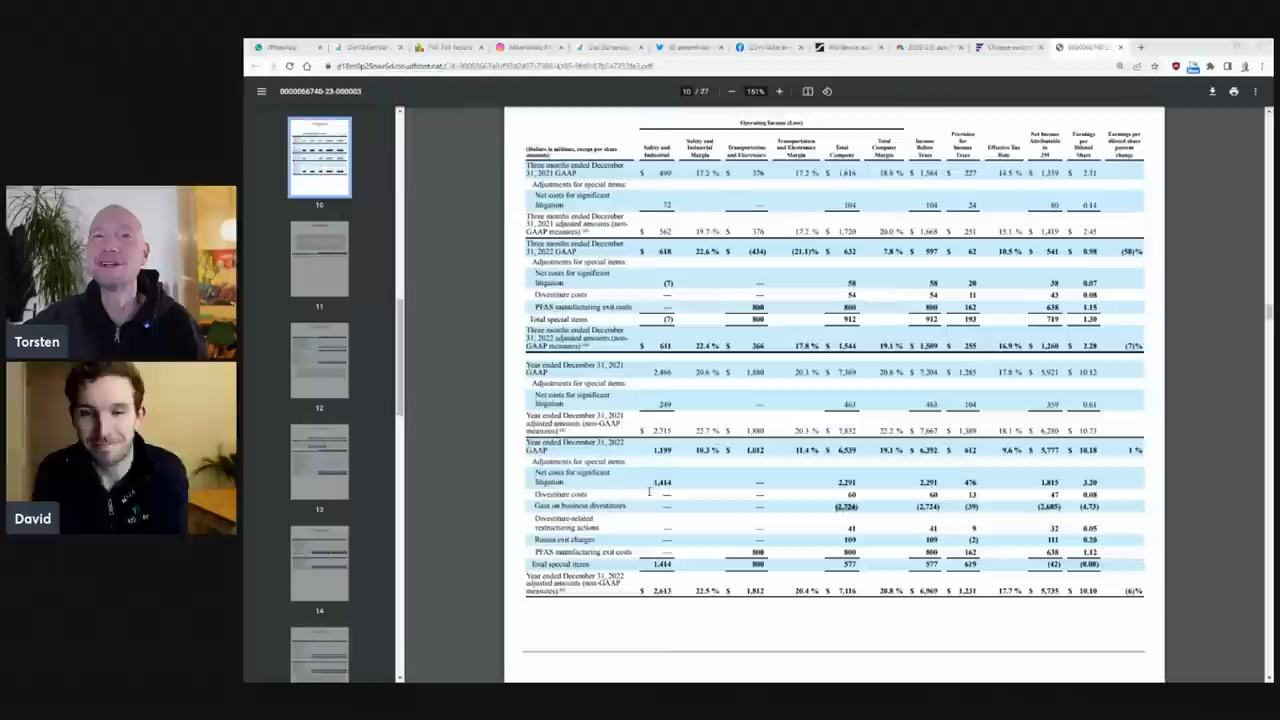 WhatsApp
0000066740-23-000003
10 / 27
151%
10
11
12
13
14
Torsten
David
Operating Income (Loss)
(Dollars in millions, except per share amounts)
Safety and Industrial
Safety and Industrial Margin
Transportation and Electronics
Transportation and Electronics Margin
Total Company
Total Company Margin
Income Before Taxes
Provision for Income Taxes
Effective Tax Rate
Net Income Attributable to 3M
Earnings Per Diluted Share
Earnings per diluted share percent change
Three months ended December 31, 2021 GAAP $ 499 17.2 % $ 376 17.2 % $ 1,616 18.8 % $ 1,564 $ 227 14.5 % $ 1,339 $ 2.31
Adjustments for special items:
Net costs for significant litigation 72 — 104 104 24 80 0.14
Three months ended December 31, 2021 adjusted amounts (non-GAAP measures) $ 562 19.7 % $ 376 17.2 % $ 1,720 20.0 % $ 1,668 $ 251 15.1 % $ 1,419 $ 2.45
Three months ended December 31, 2022 GAAP $ 618 22.6 % $ (434) (21.1)% $ 632 7.8 % $ 597 $ 62 10.5 % $ 541 $ 0.98 (58)%
Adjustments for special items:
Net costs for significant litigation (7) — 58 58 20 38 0.07
Divestiture costs — — 54 54 11 43 0.08
PFAS manufacturing exit costs — 800 800 800 162 638 1.15
Total special items (7) 800 912 912 193 719 1.30
Three months ended December 31, 2022 adjusted amounts (non-GAAP measures) $ 611 22.4 % $ 366 17.8 % $ 1,544 19.1 % $ 1,509 $ 255 16.9 % $ 1,260 $ 2.28 (7)%
Year ended December 31, 2021 GAAP $ 2,466 20.6 % $ 1,880 20.3 % $ 7,369 20.8 % $ 7,204 $ 1,285 17.8 % $ 5,921 $ 10.12
Adjustments for special items:
Net costs for significant litigation 249 — 463 463 104 359 0.61
Year ended December 31, 2021 adjusted amounts (non-GAAP measures) $ 2,715 22.7 % $ 1,880 20.3 % $ 7,832 22.2 % $ 7,667 $ 1,389 18.1 % $ 6,280 $ 10.73
Year ended December 31, 2022 GAAP $ 1,199 10.3 % $ 1,012 11.4 % $ 6,539 19.1 % $ 6,392 $ 612 9.6 % $ 5,777 $ 10.18 1 %
Adjustments for special items:
Net costs for significant litigation 1,414 — 2,291 2,291 476 1,815 3.20
Divestiture costs — — 60 60 13 47 0.08
Gain on business divestitures — — (2,724) (2,724) (39) (2,685) (4.73)
Divestiture-related restructuring actions — — 41 41 9 32 0.05
Russia exit charges — — 109 109 (2) 111 0.20
PFAS manufacturing exit costs — 800 800 800 162 638 1.12
Total special items 1,414 800 577 577 619 (42) (0.08)
Year ended December 31, 2022 adjusted amounts (non-GAAP measures) $ 2,613 22.5 % $ 1,812 20.4 % $ 7,116 20.8 % $ 6,969 $ 1,231 17.7 % $ 5,735 $ 10.10 (6)%